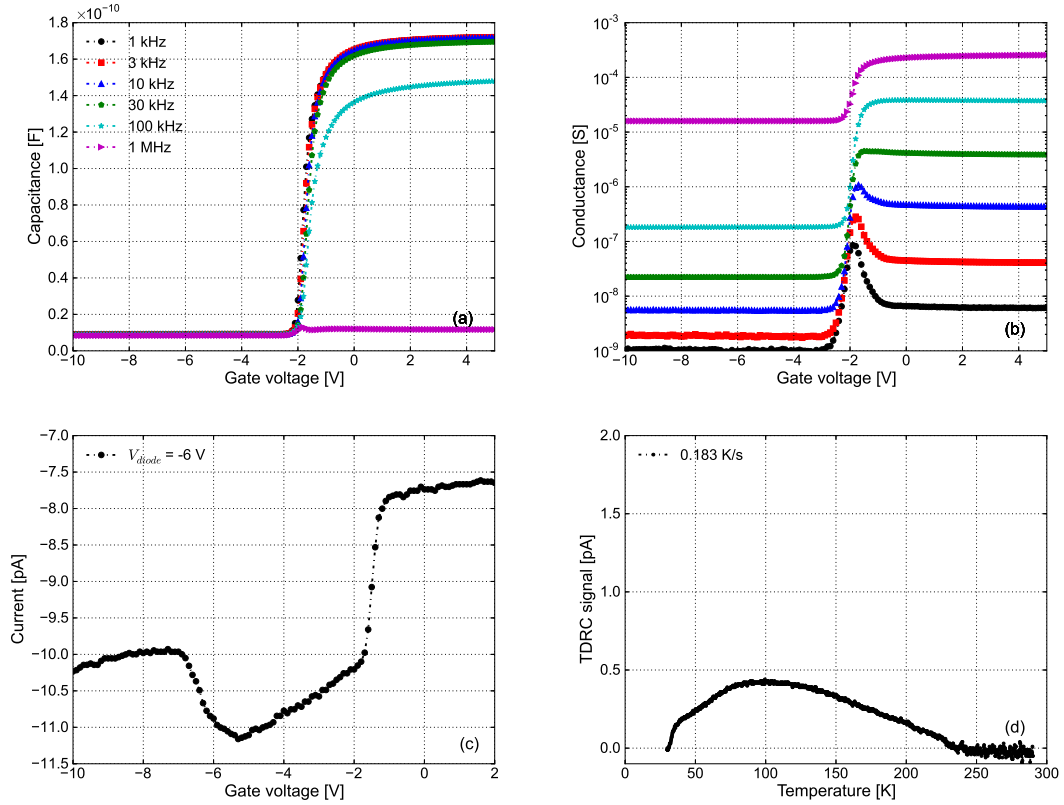 ×10⁻¹⁰
1.8
1.6
1.4
1.2
1.0
0.8
0.6
0.4
0.2
0.0
Capacitance [F]
1 kHz
3 kHz
10 kHz
30 kHz
100 kHz
1 MHz
(a)
−10 −8 −6 −4 −2 0 2 4
Gate voltage [V]
10⁻³
10⁻⁴
10⁻⁵
10⁻⁶
10⁻⁷
10⁻⁸
10⁻⁹
Conductance [S]
(b)
−10 −8 −6 −4 −2 0 2 4
Gate voltage [V]
−7.0
−7.5
−8.0
−8.5
−9.0
−9.5
−10.0
−10.5
−11.0
−11.5
Current [pA]
V_diode = -6 V
(c)
−10 −8 −6 −4 −2 0 2
Gate voltage [V]
2.0
1.5
1.0
0.5
0.0
TDRC signal [pA]
0.183 K/s
(d)
0 50 100 150 200 250 300
Temperature [K]